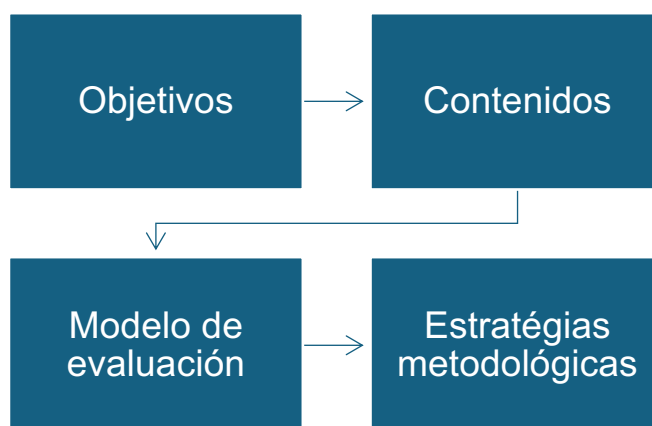 Objetivos
Contenidos
Modelo de
evaluación
Estratégias
metodológicas